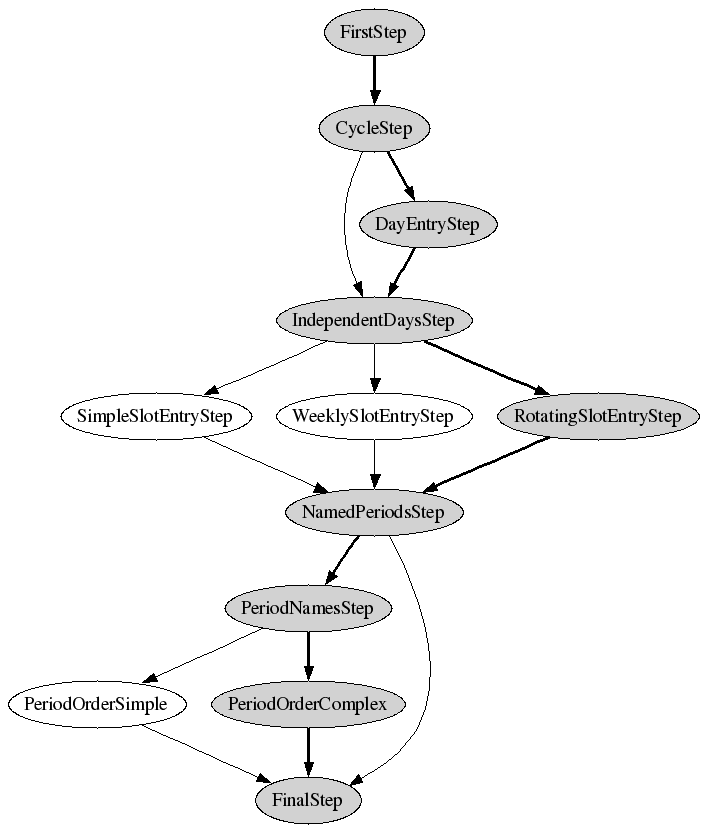 FirstStep
CycleStep
DayEntryStep
IndependentDaysStep
SimpleSlotEntryStep
WeeklySlotEntryStep
RotatingSlotEntryStep
NamedPeriodsStep
PeriodNamesStep
PeriodOrderSimple
PeriodOrderComplex
FinalStep